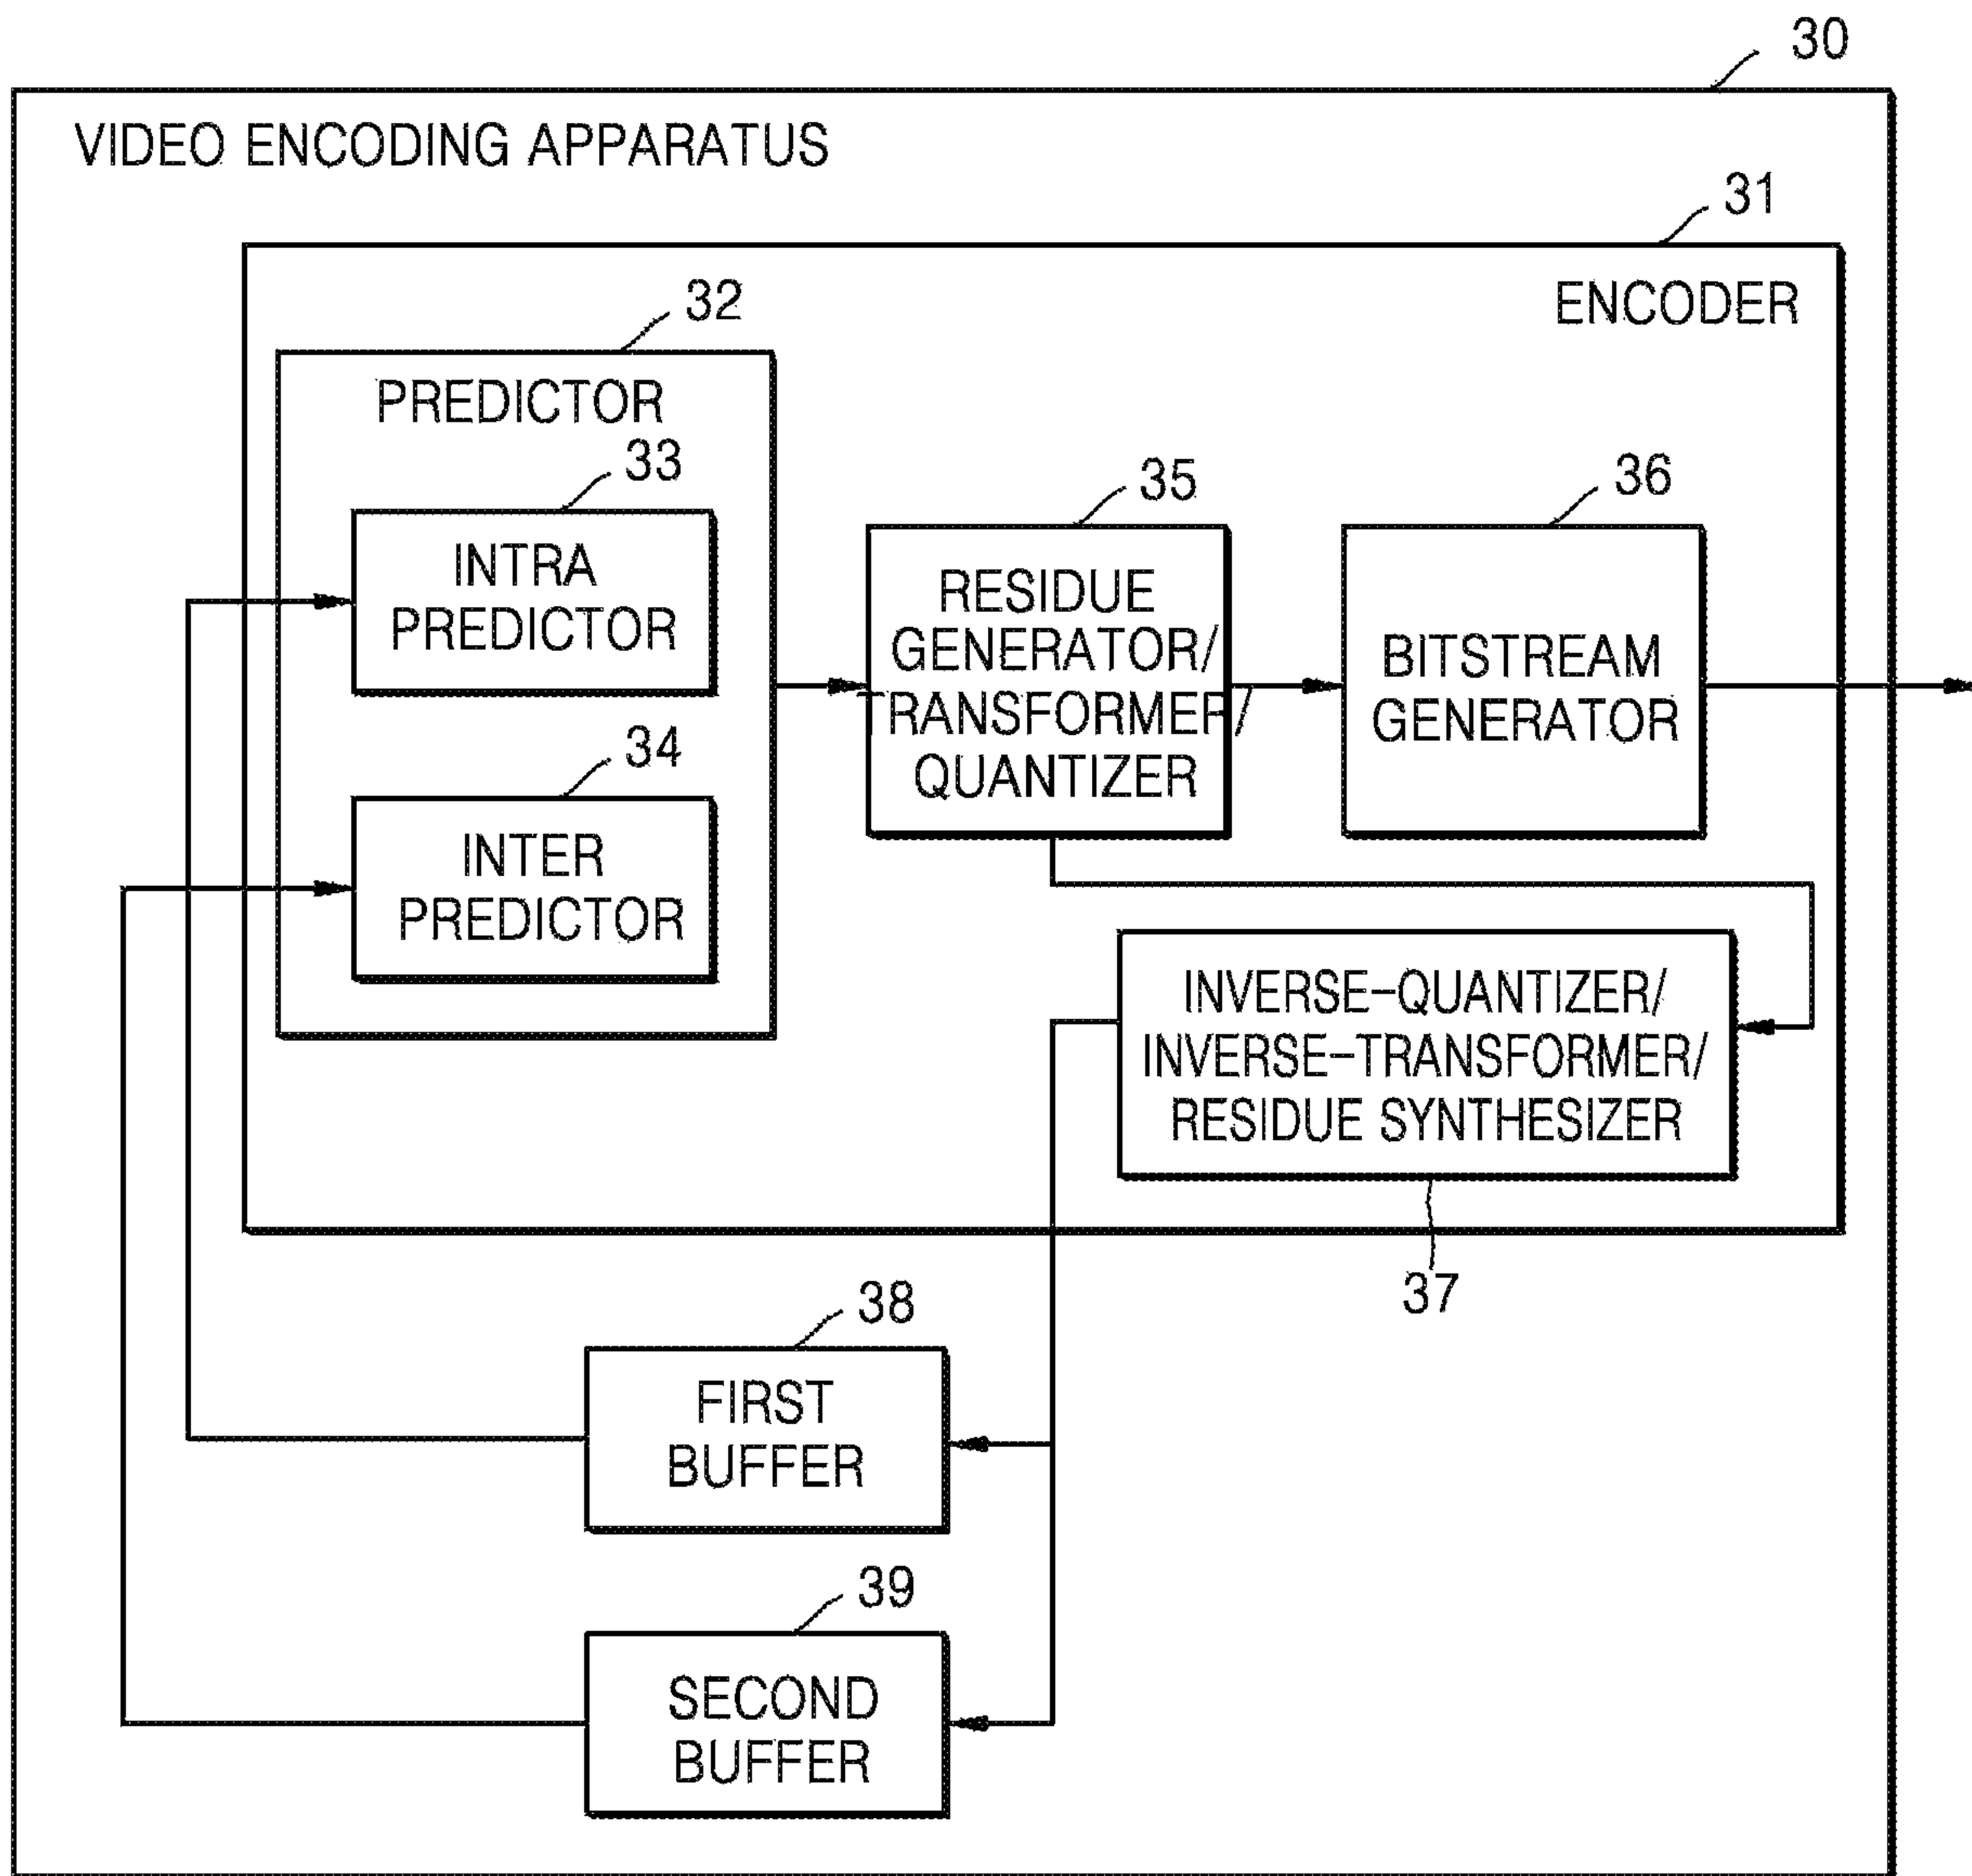 30
VIDEO ENCODING APPARATUS
31
ENCODER
32
PREDICTOR
33
INTRA
PREDICTOR
34
INTER
PREDICTOR
35
RESIDUE
GENERATOR/
TRANSFORMER/
QUANTIZER
36
BITSTREAM
GENERATOR
INVERSE-QUANTIZER/
INVERSE-TRANSFORMER/
RESIDUE SYNTHESIZER
37
38
FIRST
BUFFER
39
SECOND
BUFFER